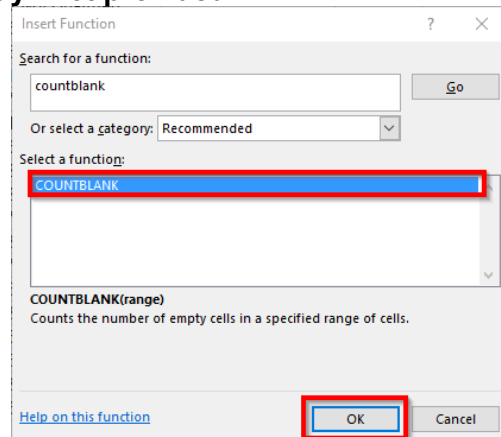 Insert Function ? ×
Search for a function:
countblank
Go
Or select a category: Recommended
Select a function:
COUNTBLANK
COUNTBLANK(range)
Counts the number of empty cells in a specified range of cells.
Help on this function
OK
Cancel